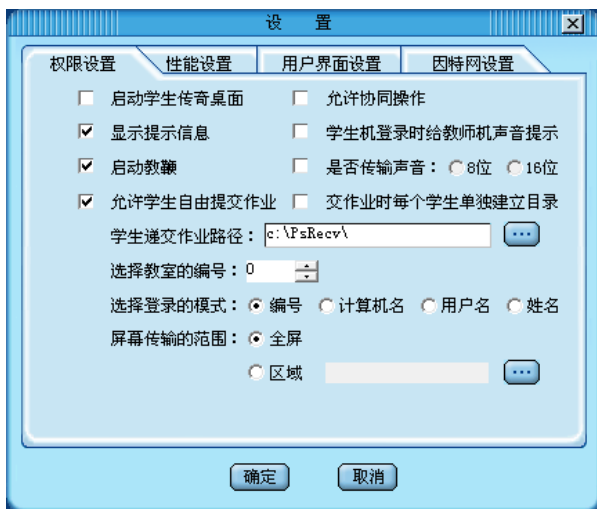 设 置
权限设置 性能设置 用户界面设置 因特网设置
启动学生传奇桌面 允许协同操作
显示提示信息 学生机登录时给教师机声音提示
启动教鞭 是否传输声音： 8位 16位
允许学生自由提交作业 交作业时每个学生单独建立目录
学生递交作业路径： c:\PsRecv\ ...
选择教室的编号： 0
选择登录的模式： 编号 计算机名 用户名 姓名
屏幕传输的范围： 全屏
区域 ...
确定 取消